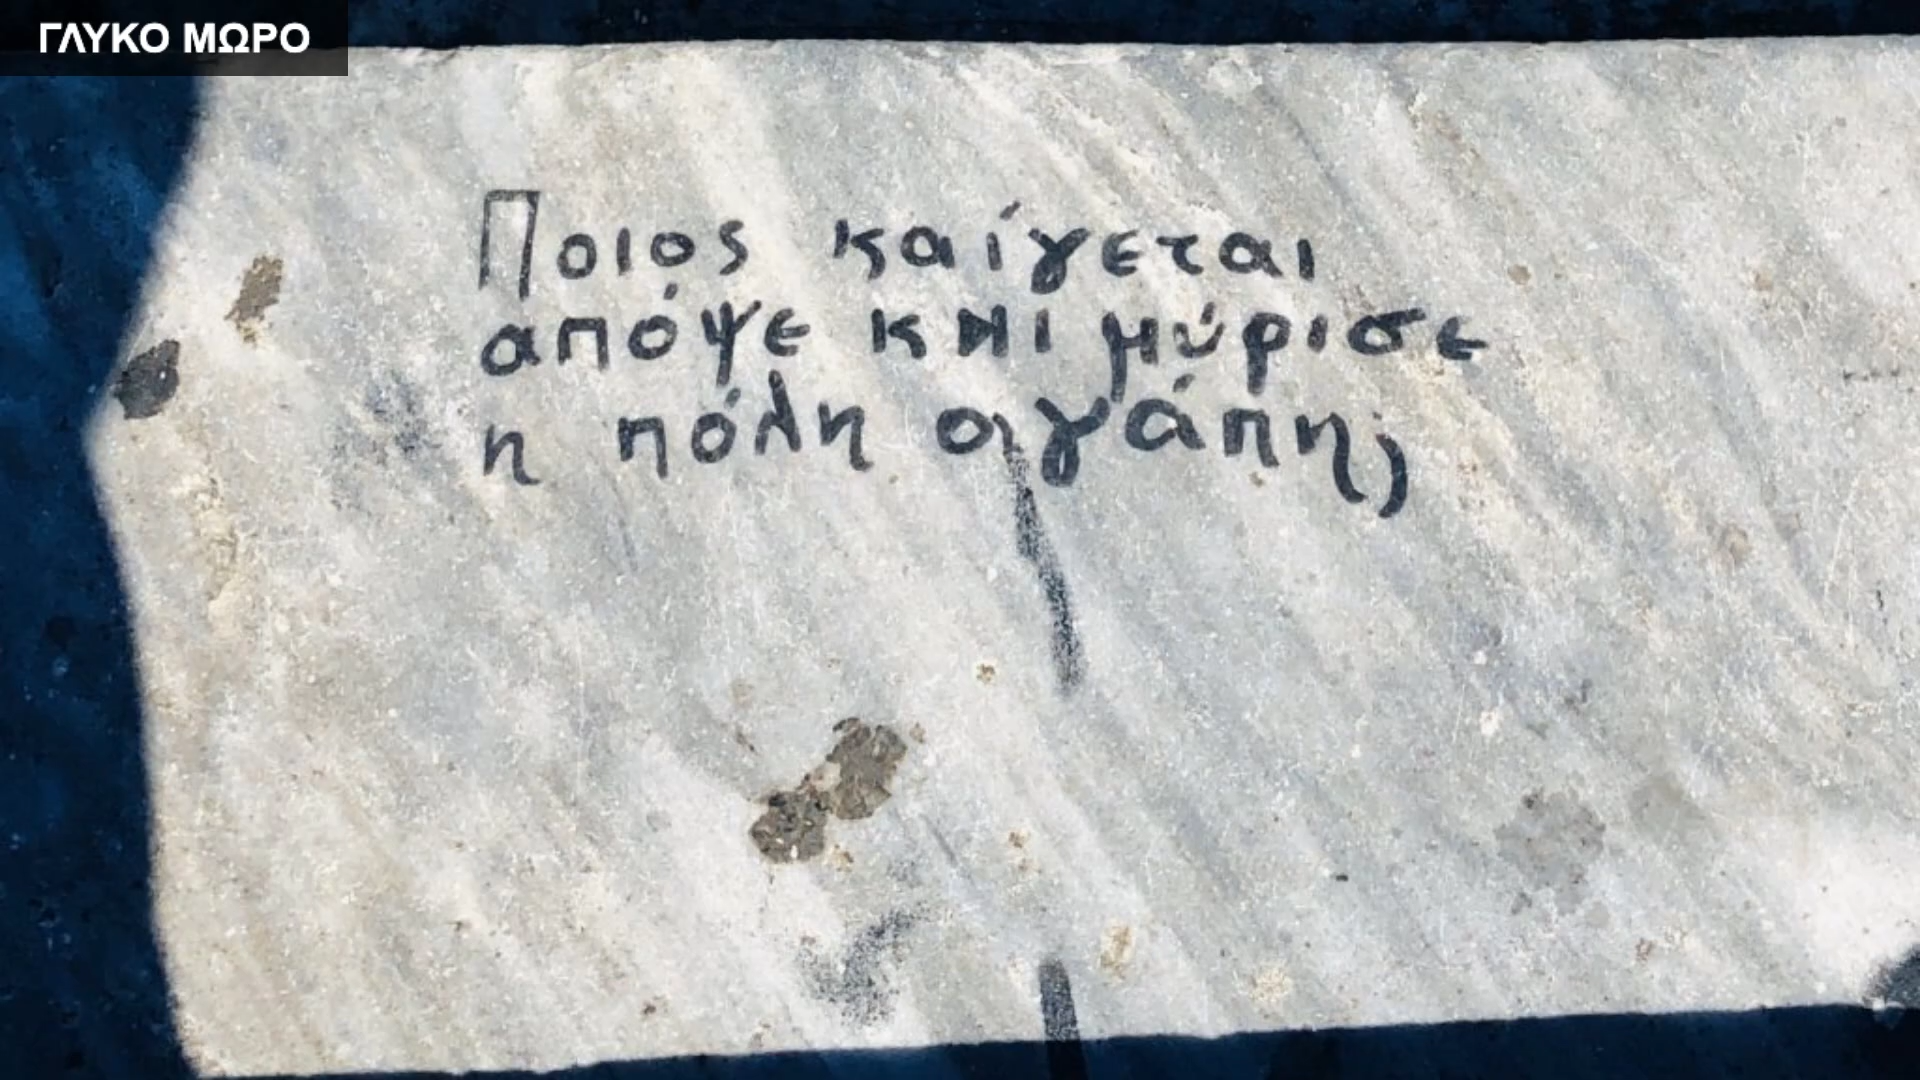 ΓΛΥΚΟ ΜΩΡΟ
Ποιος καίγεται
απόψε και μύρισε
η πόλη αγάπη;